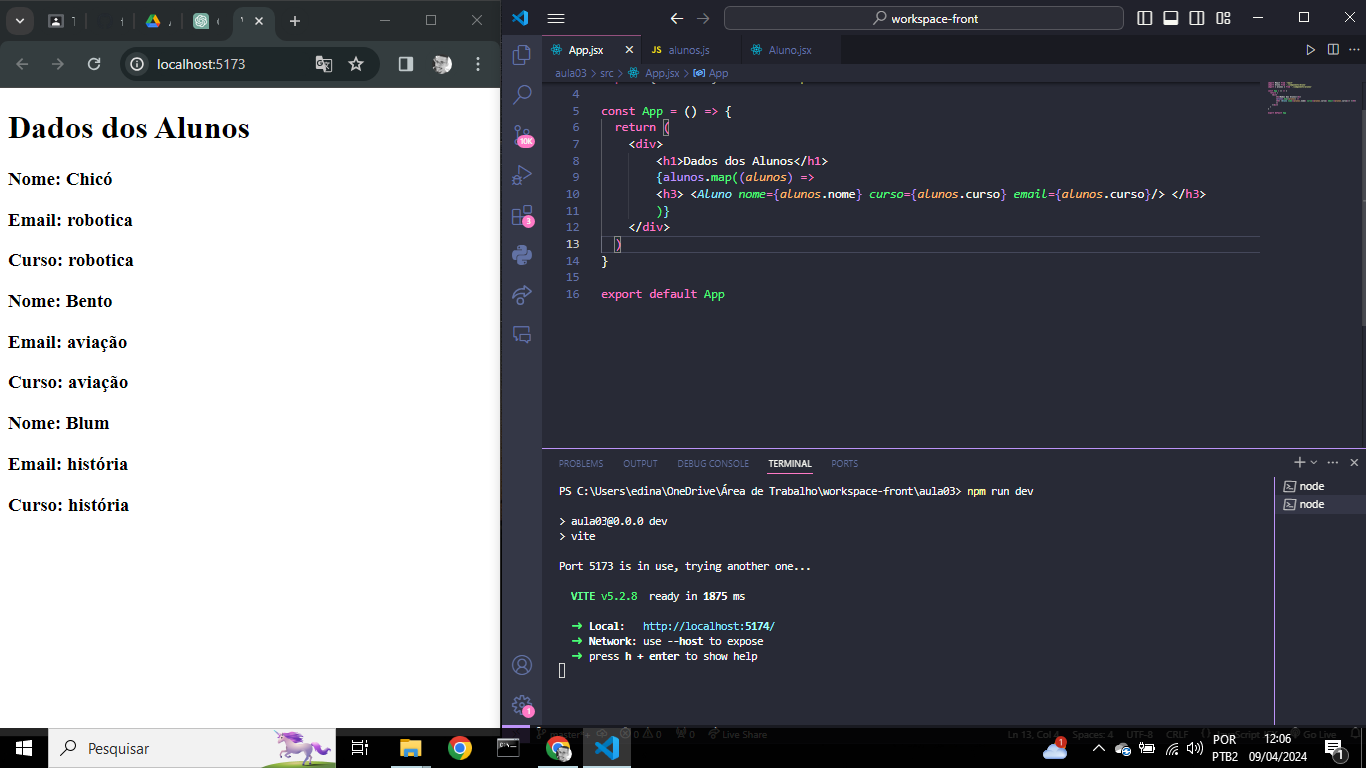 localhost:5173
Dados dos Alunos
Nome: Chicó
Email: robotica
Curso: robotica
Nome: Bento
Email: aviação
Curso: aviação
Nome: Blum
Email: história
Curso: história
workspace-front
App.jsx
JS alunos.js
Aluno.jsx
aula03 > src > App.jsx > App
4
5 const App = () => {
6 return (
7 <div>
8 <h1>Dados dos Alunos</h1>
9 {alunos.map((alunos) =>
10 <h3> <Aluno nome={alunos.nome} curso={alunos.curso} email={alunos.curso}/> </h3>
11 )}
12 </div>
13 )
14 }
15
16 export default App
10K
3
1
PROBLEMS OUTPUT DEBUG CONSOLE TERMINAL PORTS
PS C:\Users\edina\OneDrive\Área de Trabalho\workspace-front\aula03> npm run dev
> aula03@0.0.0 dev
> vite
Port 5173 is in use, trying another one...
VITE v5.2.8 ready in 1875 ms
➜ Local: http://localhost:5174/
➜ Network: use --host to expose
➜ press h + enter to show help
node
node
master*
0 0
0
Live Share
Ln 13, Col 4
Spaces: 4
UTF-8
CRLF
Go Live
Pesquisar
1
POR
PTB2
12:06
09/04/2024
1